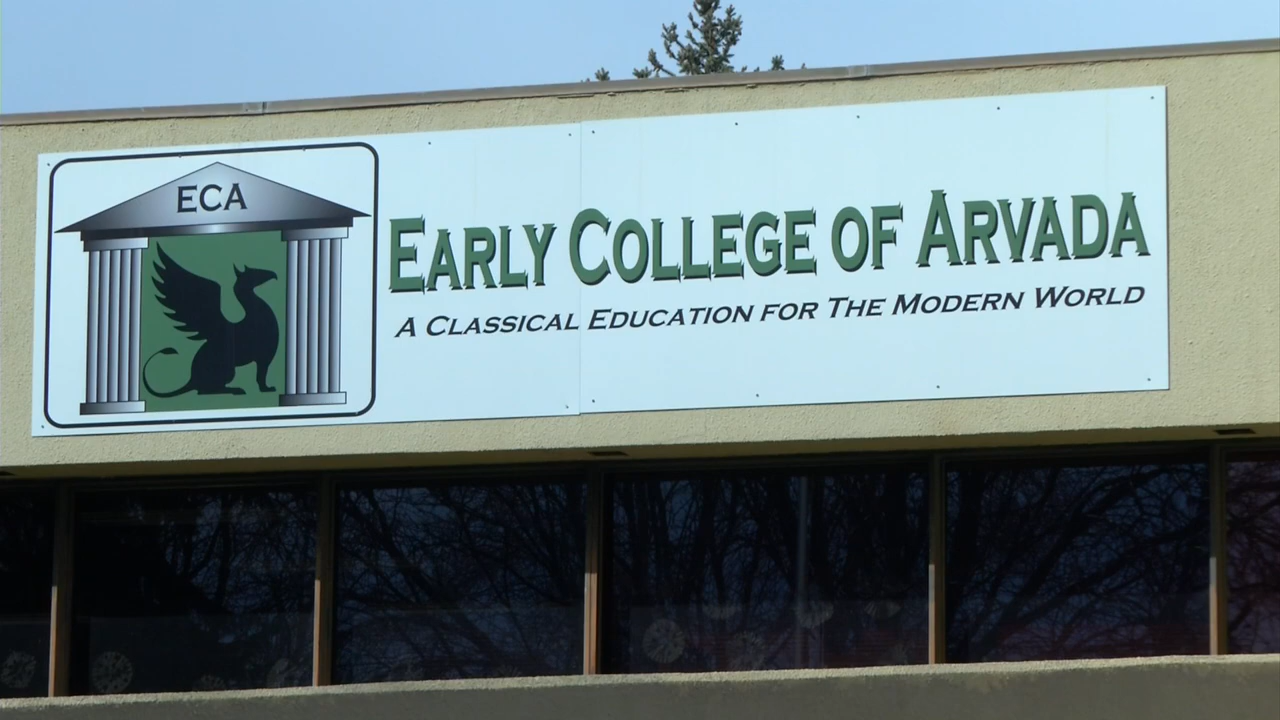 ECA
EARLY COLLEGE OF ARVADA
A CLASSICAL EDUCATION FOR THE MODERN WORLD